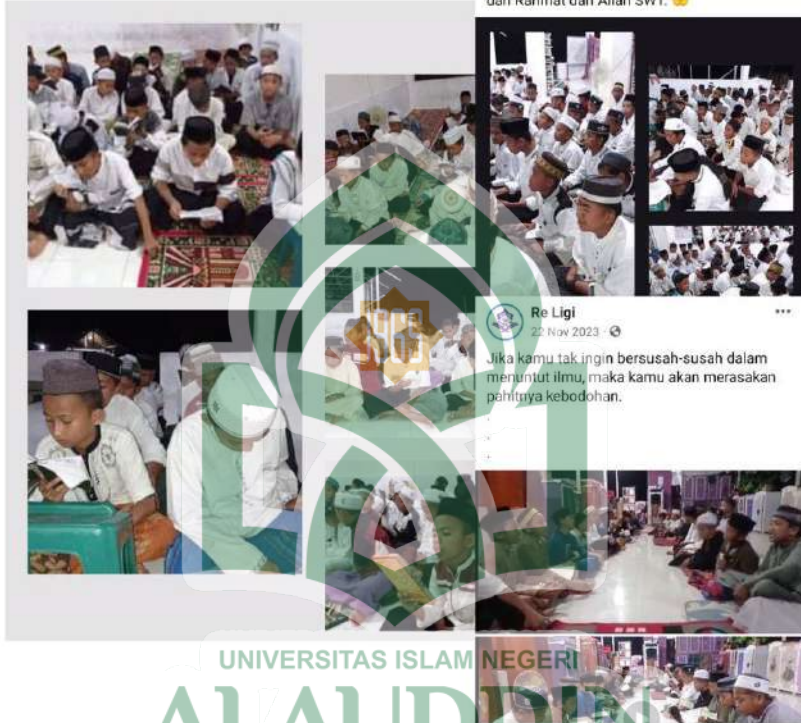 dan Rahmat dari Allah SWT.
Re Ligi
22 Nov 2023
Jika kamu tak ingin bersusah-susah dalam
menuntut ilmu, maka kamu akan merasakan
pahitnya kebodohan.
.
.
.
UNIVERSITAS ISLAM NEGERI
ALAUDDIN